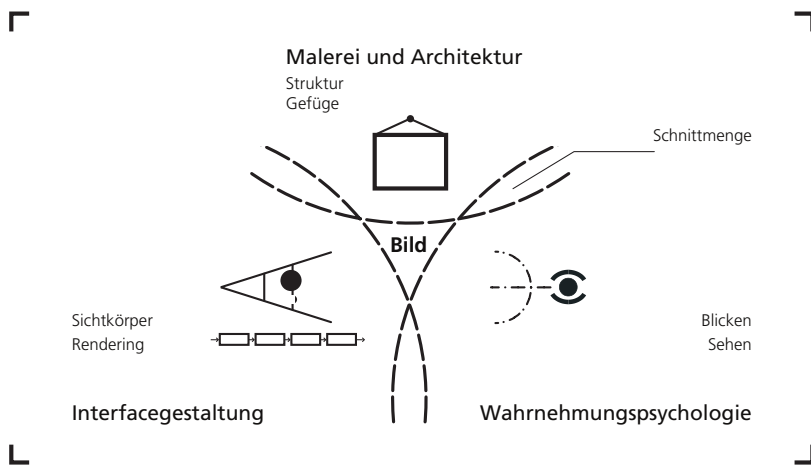 Malerei und Architektur
Struktur
Gefüge
Schnittmenge
Bild
Sichtkörper
Rendering
Blicken
Sehen
Interfacegestaltung
Wahrnehmungspsychologie